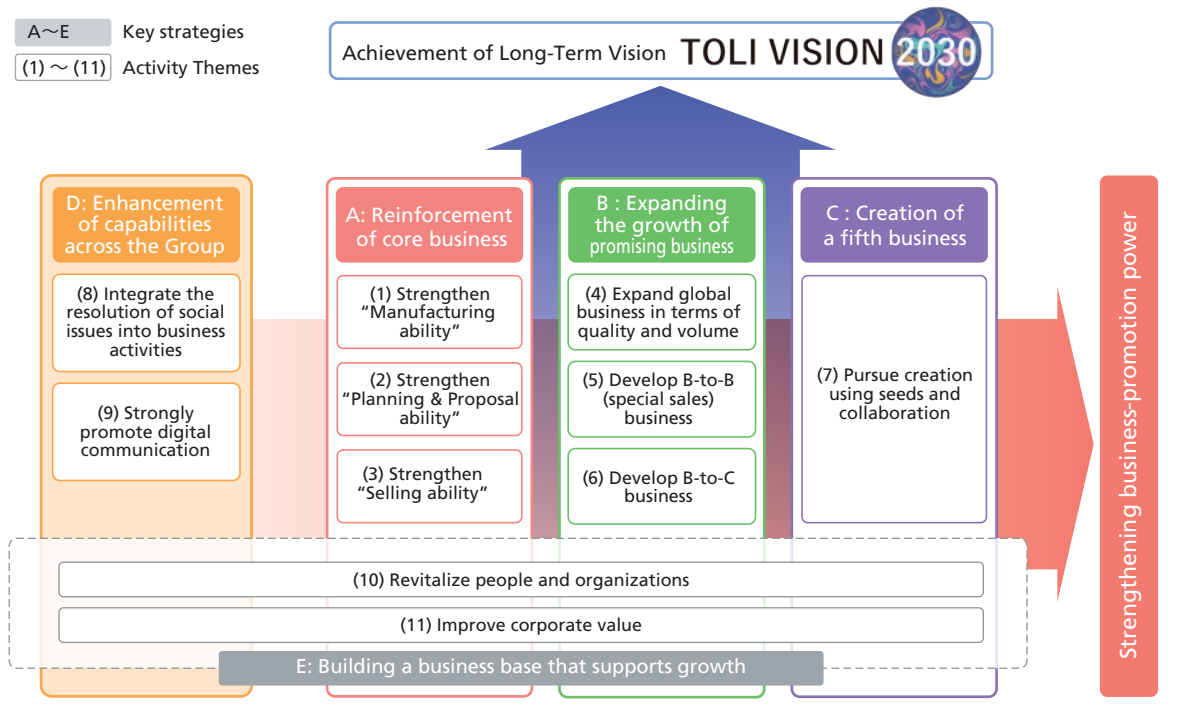 A～E Key strategies
(1) ～ (11) Activity Themes
Achievement of Long-Term Vision TOLI VISION 2030
D: Enhancement
of capabilities
across the Group
(8) Integrate the
resolution of social
issues into business
activities
(9) Strongly
promote digital
communication
A: Reinforcement
of core business
(1) Strengthen
“Manufacturing
ability”
(2) Strengthen
“Planning & Proposal
ability”
(3) Strengthen
“Selling ability”
B : Expanding
the growth of
promising business
(4) Expand global
business in terms of
quality and volume
(5) Develop B-to-B
(special sales)
business
(6) Develop B-to-C
business
C : Creation of
a fifth business
(7) Pursue creation
using seeds and
collaboration
(10) Revitalize people and organizations
(11) Improve corporate value
E: Building a business base that supports growth
Strengthening business-promotion power